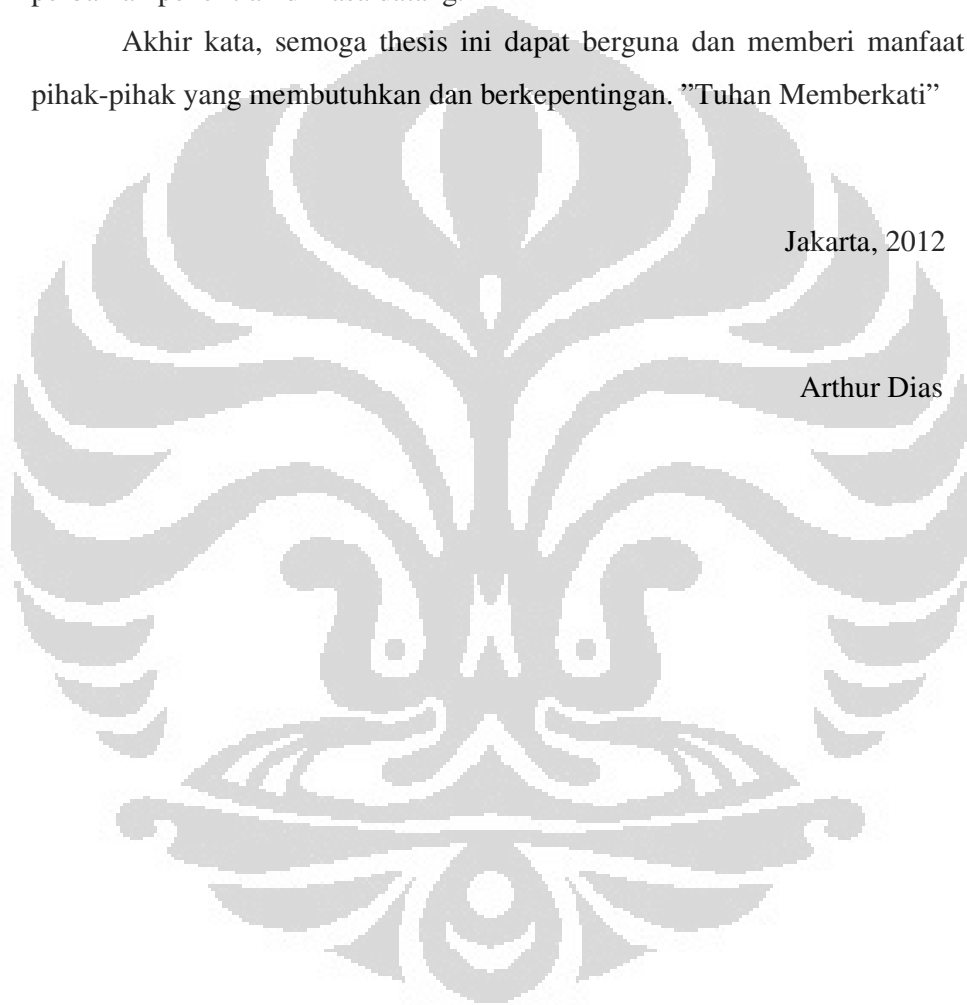 Akhir kata, semoga thesis ini dapat berguna dan memberi manfaat
pihak-pihak yang membutuhkan dan berkepentingan. ”Tuhan Memberkati”
Jakarta, 2012
Arthur Dias